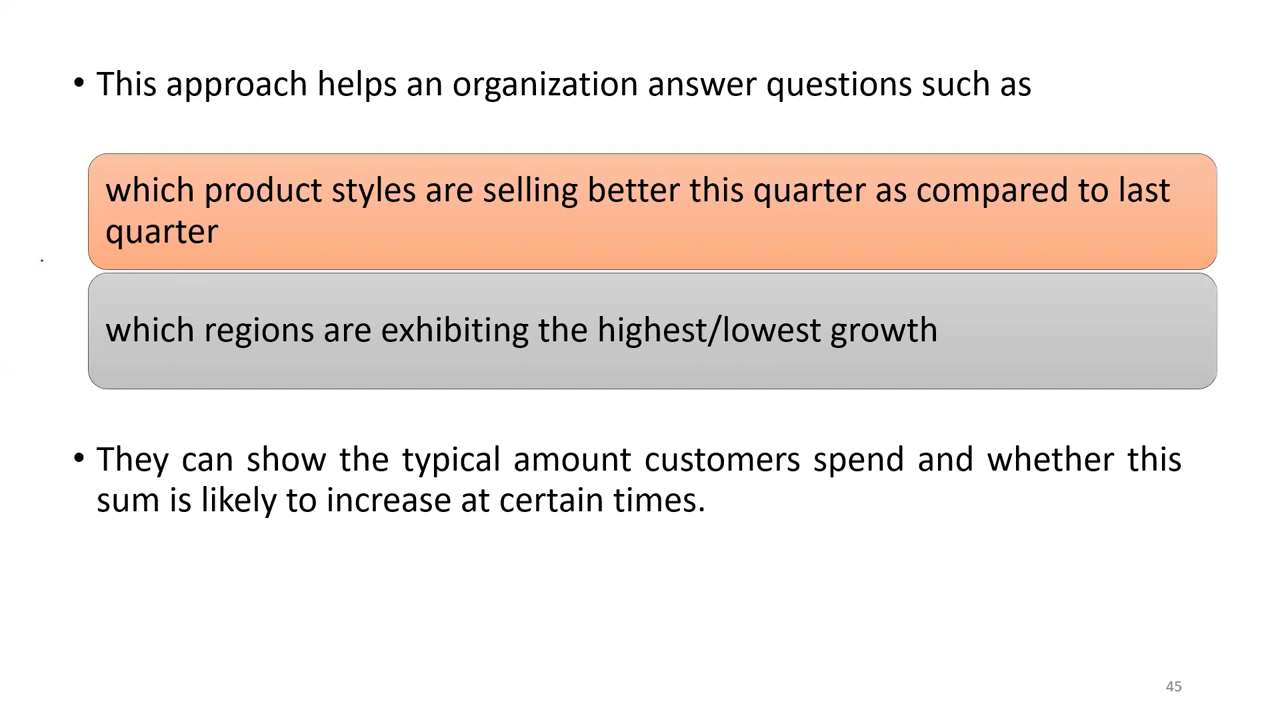 • This approach helps an organization answer questions such as
which product styles are selling better this quarter as compared to last
quarter
which regions are exhibiting the highest/lowest growth
• They can show the typical amount customers spend and whether this
sum is likely to increase at certain times.
45